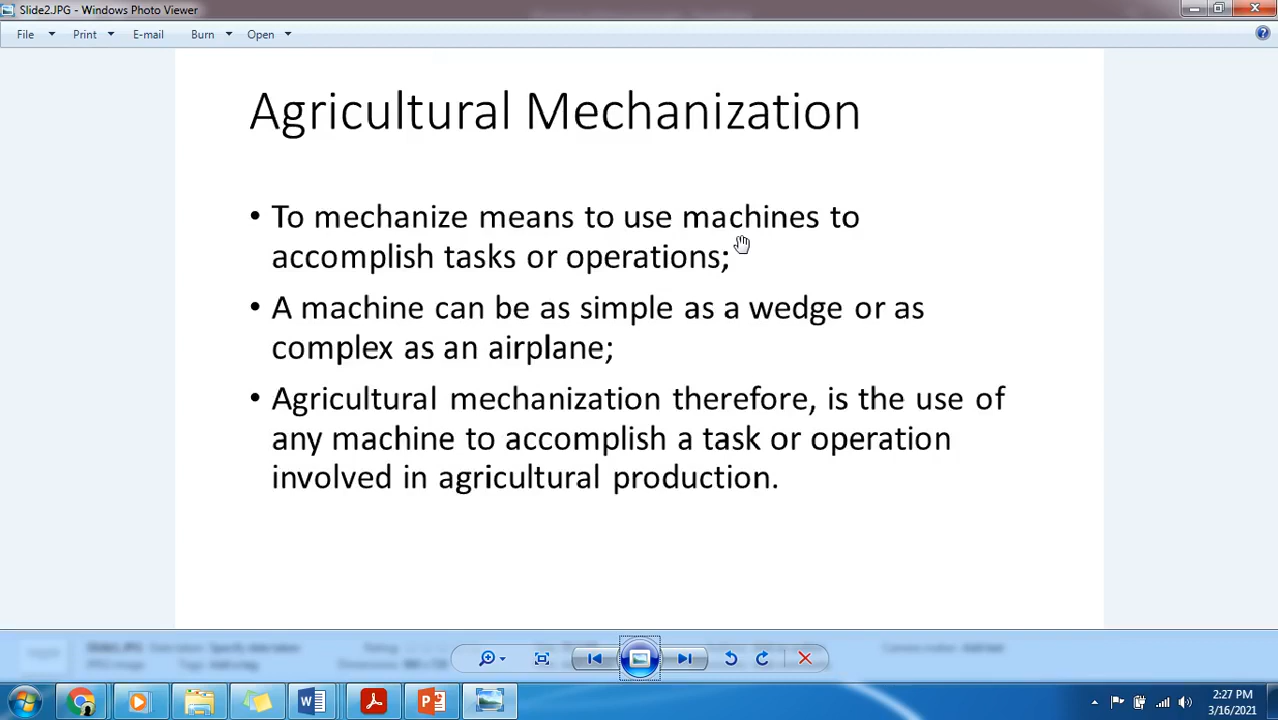 Slide2.JPG - Windows Photo Viewer
File Print E-mail Burn Open
Agricultural Mechanization
• To mechanize means to use machines to
accomplish tasks or operations;
• A machine can be as simple as a wedge or as
complex as an airplane;
• Agricultural mechanization therefore, is the use of
any machine to accomplish a task or operation
involved in agricultural production.
2:27 PM
3/16/2021